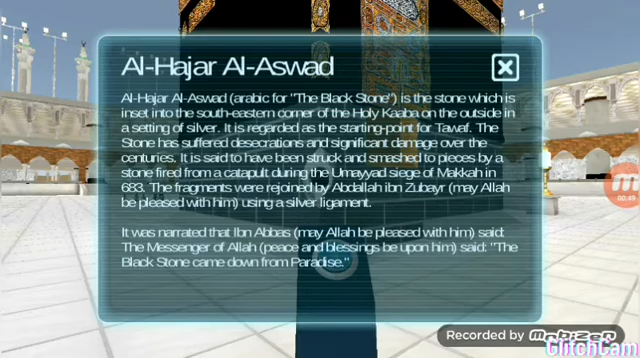 Al-Hajar Al-Aswad
Al-Hajar Al-Aswad (arabic for "The Black Stone") is the stone which is
inset into the south-eastern corner of the Holy Kaaba on the outside in
a setting of silver. It is regarded as the starting-point for Tawaf. The
Stone has suffered desecrations and significant damage over the
centuries. It is said to have been struck and smashed to pieces by a
stone fired from a catapult during the Umayyad siege of Makkah in
683. The fragments were rejoined by Abdallah ibn Zubayr (may Allah
be pleased with him) using a silver ligament.
It was narrated that Ibn Abbas (may Allah be pleased with him) said:
The Messenger of Allah (peace and blessings be upon him) said: "The
Black Stone came down from Paradise."
00:49
Recorded by Mobizen
GlitchCam